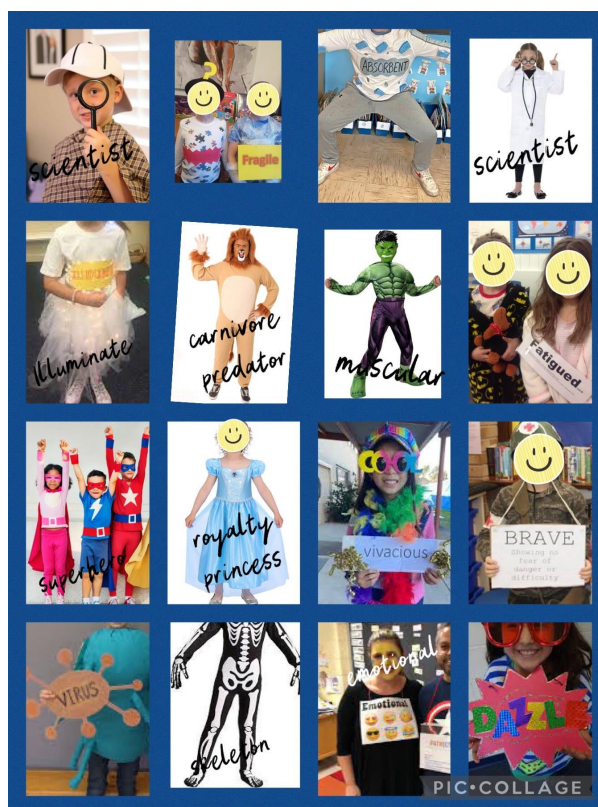 scientist
?
Fragile
ABSORBENT
scientist
Illuminate
carnivore
predator
muscular
Fatigued
superhero
royalty
princess
COOL
vivacious
BRAVE
Showing no
fear of
danger or
difficulty
VIRUS
skeleton
emotional
Emotional
DAZZLE
PIC•COLLAGE